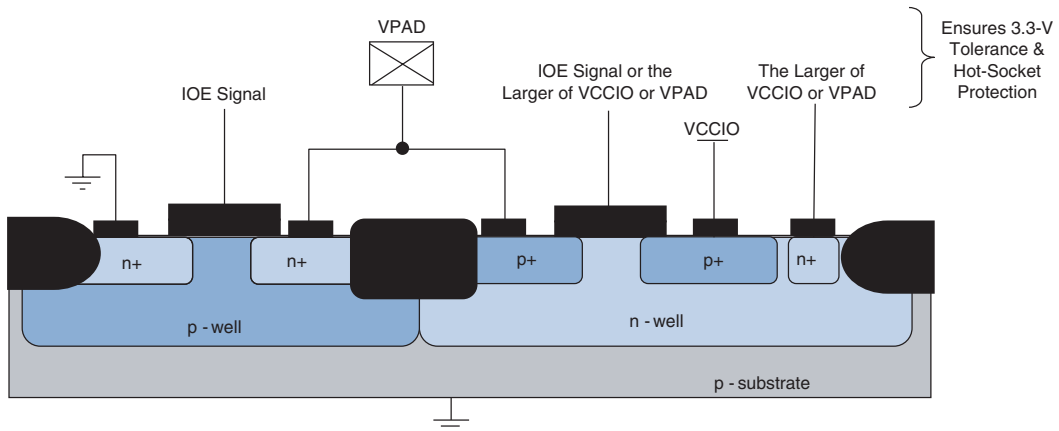 VPAD
IOE Signal
IOE Signal or the
Larger of VCCIO or VPAD
The Larger of
VCCIO or VPAD
Ensures 3.3-V
Tolerance &
Hot-Socket
Protection
VCCIO
n+
n+
p+
p+
n+
p - well
n - well
p - substrate